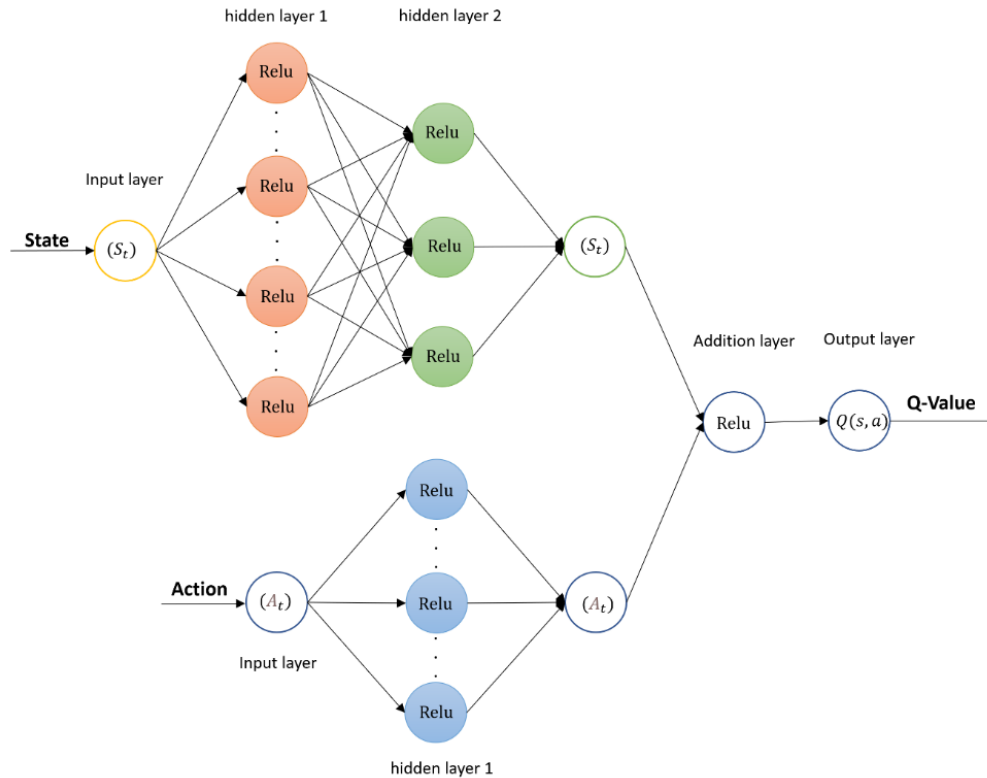 hidden layer 1
hidden layer 2
Relu
Relu
Relu
Input layer
Relu
State
(S_t)
Relu
(S_t)
Relu
Relu
Addition layer
Output layer
Relu
Q-Value
Relu
Q(s, a)
Relu
Action
(A_t)
Relu
(A_t)
Input layer
Relu
hidden layer 1